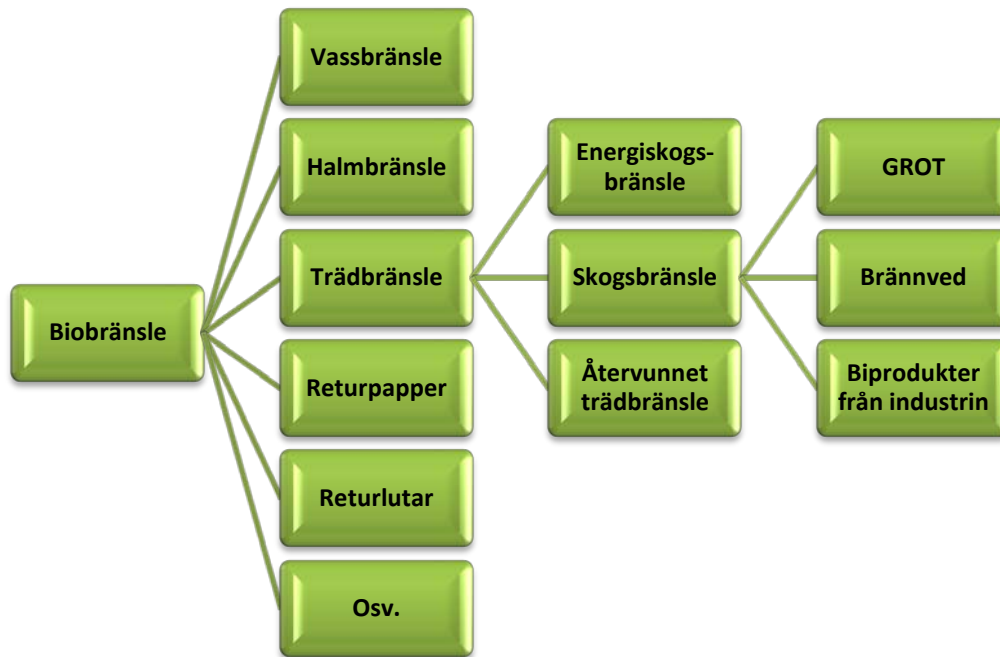 Biobränsle
Vassbränsle
Halmbränsle
Trädbränsle
Returpapper
Returlutar
Osv.
Energiskogs-
bränsle
Skogsbränsle
Återvunnet
trädbränsle
GROT
Brännved
Biprodukter
från industrin